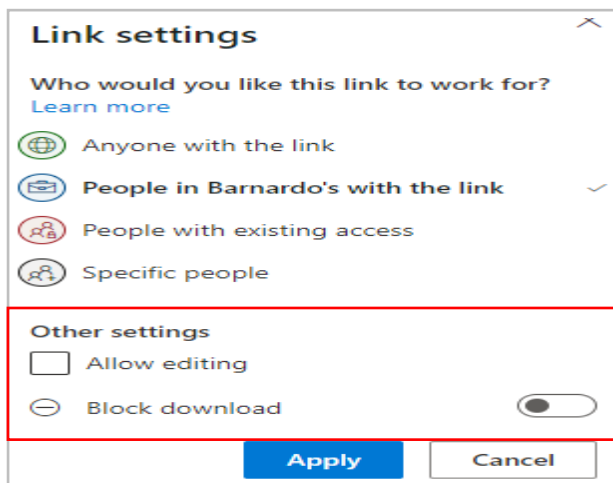 Link settings
Who would you like this link to work for?
Learn more
Anyone with the link
People in Barnardo's with the link
People with existing access
Specific people
Other settings
Allow editing
Block download
Apply Cancel